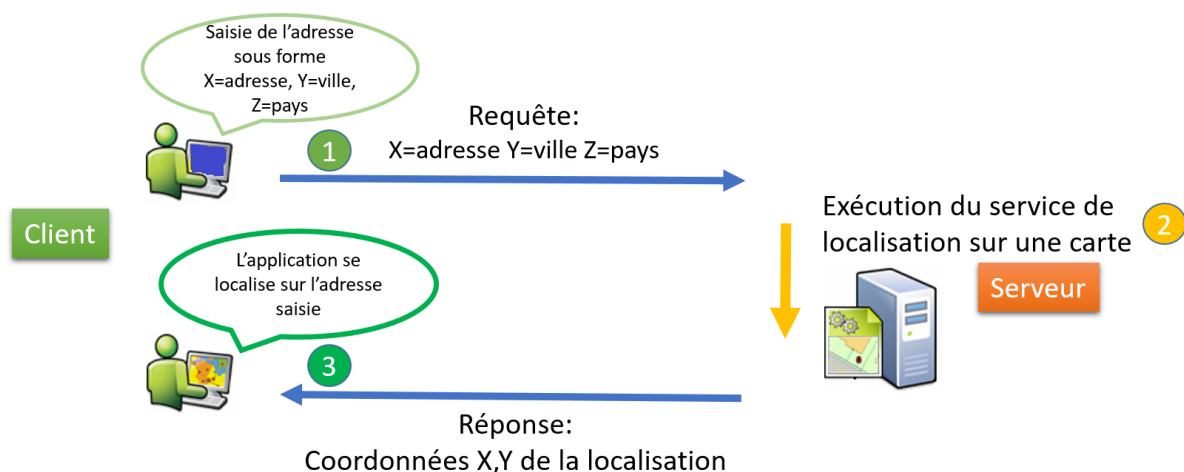 Saisie de l'adresse
sous forme
X=adresse, Y=ville,
Z=pays
Requête:
1
X=adresse Y=ville Z=pays
Exécution du service de
localisation sur une carte
2
Client
Serveur
L'application se
localise sur l'adresse
saisie
3
Réponse:
Coordonnées X,Y de la localisation